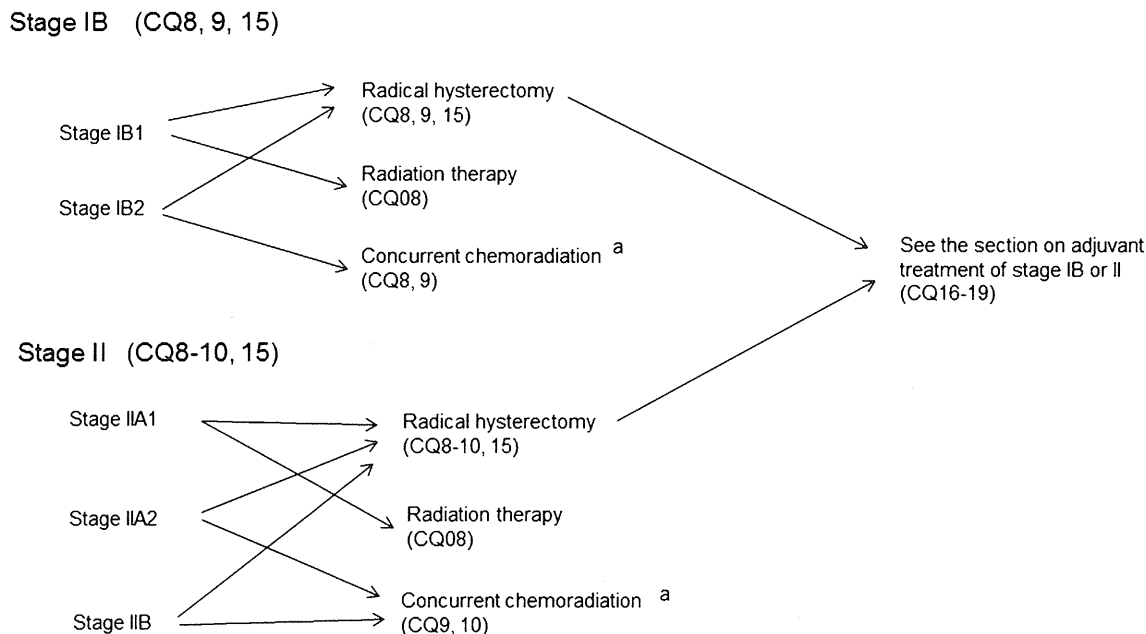 Stage IB (CQ8, 9, 15)
Stage IB1
Stage IB2
Radical hysterectomy
(CQ8, 9, 15)
Radiation therapy
(CQ08)
Concurrent chemoradiation a
(CQ8, 9)
See the section on adjuvant
treatment of stage IB or II
(CQ16-19)
Stage II (CQ8-10, 15)
Stage IIA1
Stage IIA2
Stage IIB
Radical hysterectomy
(CQ8-10, 15)
Radiation therapy
(CQ08)
Concurrent chemoradiation a
(CQ9, 10)